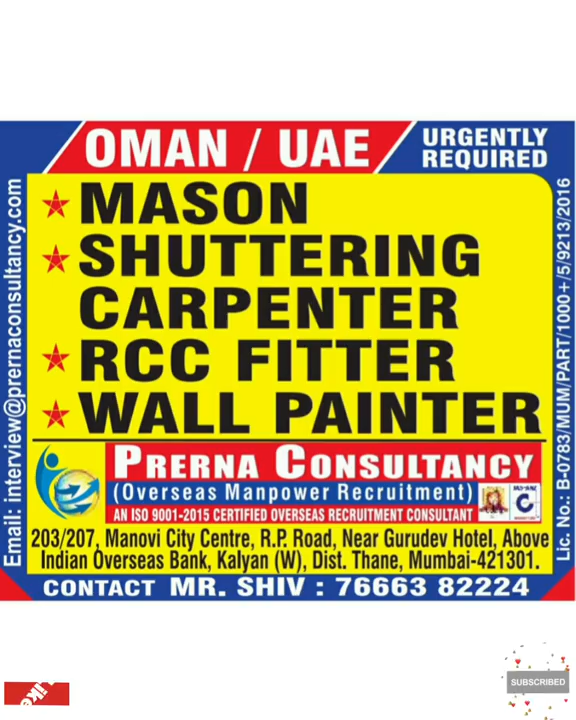 OMAN / UAE
URGENTLY
REQUIRED
MASON
SHUTTERING
CARPENTER
RCC FITTER
WALL PAINTER
PRERNA CONSULTANCY
(Overseas Manpower Recruitment)
AN ISO 9001-2015 CERTIFIED OVERSEAS RECRUITMENT CONSULTANT
203/207, Manovi City Centre, R.P. Road, Near Gurudev Hotel, Above
Indian Overseas Bank, Kalyan (W), Dist. Thane, Mumbai-421301.
CONTACT MR. SHIV : 76663 82224
Email: interview@prernaconsultancy.com
Lic. No.: B-0783/MUM/PART/1000+/5/9213/2016
SUBSCRIBED